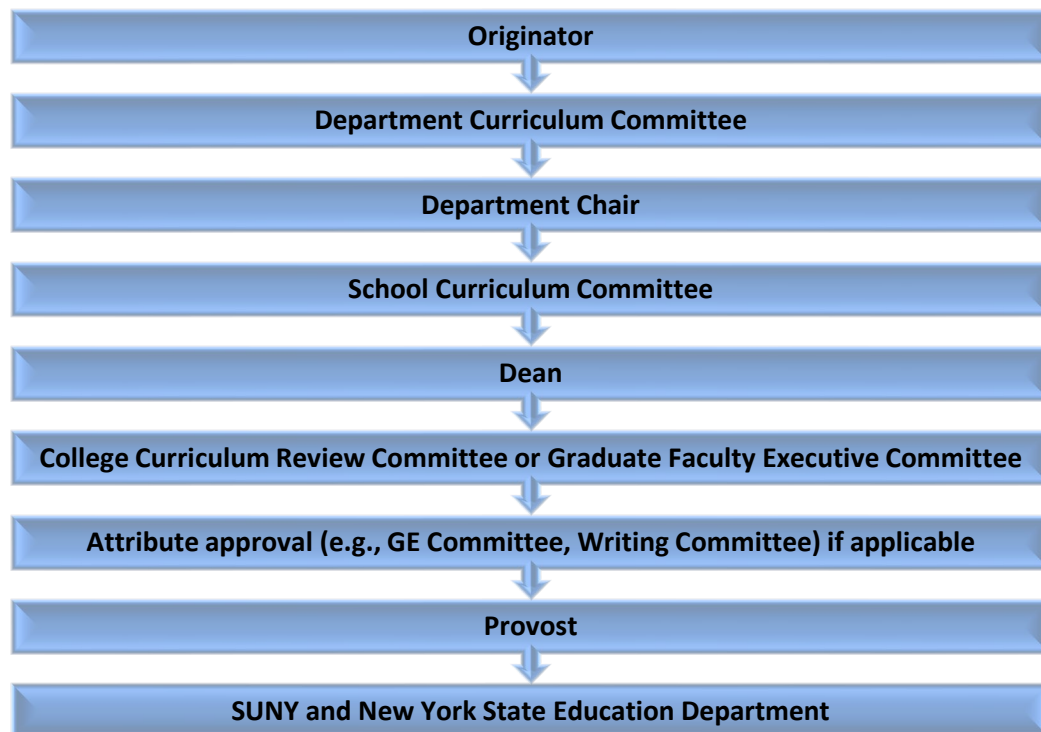 Originator
Department Curriculum Committee
Department Chair
School Curriculum Committee
Dean
College Curriculum Review Committee or Graduate Faculty Executive Committee
Attribute approval (e.g., GE Committee, Writing Committee) if applicable
Provost
SUNY and New York State Education Department